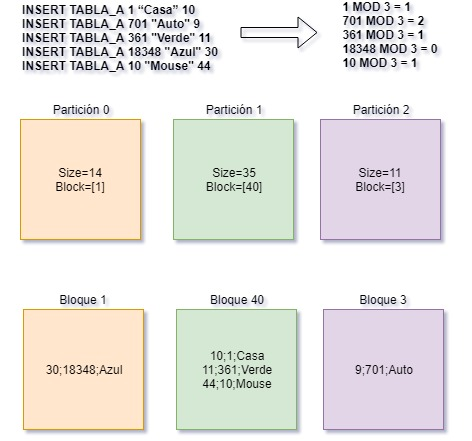 INSERT TABLA_A 1 “Casa” 10
INSERT TABLA_A 701 "Auto" 9
INSERT TABLA_A 361 "Verde" 11
INSERT TABLA_A 18348 "Azul" 30
INSERT TABLA_A 10 "Mouse" 44
1 MOD 3 = 1
701 MOD 3 = 2
361 MOD 3 = 1
18348 MOD 3 = 0
10 MOD 3 = 1
Partición 0
Partición 1
Partición 2
Size=14
Block=[1]
Size=35
Block=[40]
Size=11
Block=[3]
Bloque 1
Bloque 40
Bloque 3
30;18348;Azul
10;1;Casa
11;361;Verde
44;10;Mouse
9;701;Auto